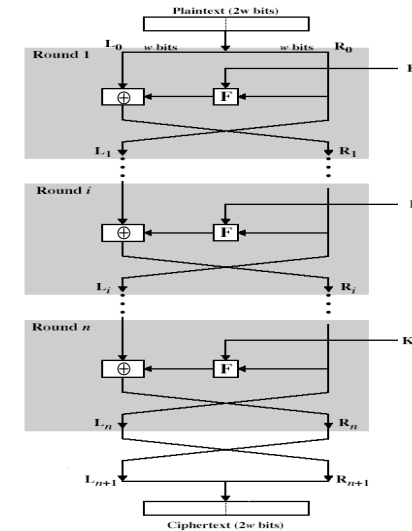 Plaintext (2w bits)
L0 w bits w bits R0
Round 1
K
F
L1 R1
Round i
F
Li Ri
Round n
K
F
Ln Rn
Ln+1 Rn+1
Ciphertext (2w bits)